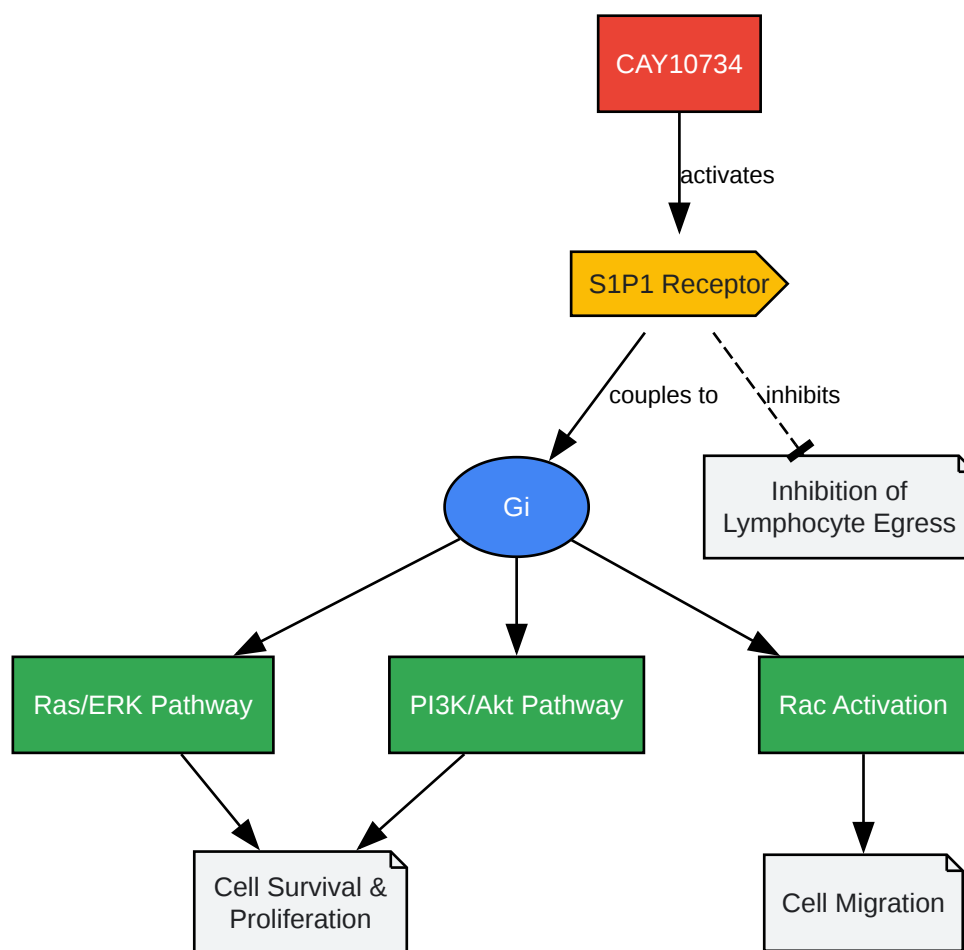 CAY10734
activates
S1P1 Receptor
couples to
inhibits
Gi
Inhibition of
Lymphocyte Egress
Ras/ERK Pathway
PI3K/Akt Pathway
Rac Activation
Cell Survival &
Proliferation
Cell Migration